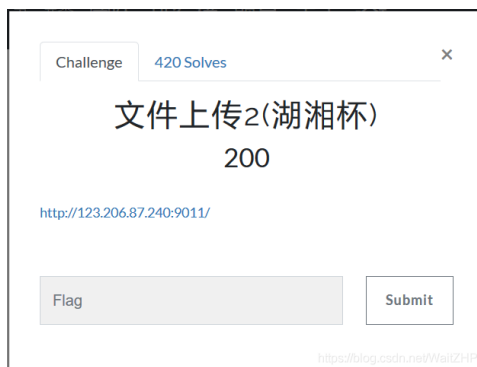 Challenge
420 Solves
×
文件上传2(湖湘杯)
200
http://123.206.87.240:9011/
Flag
Submit
https://blog.csdn.net/WaitZHP